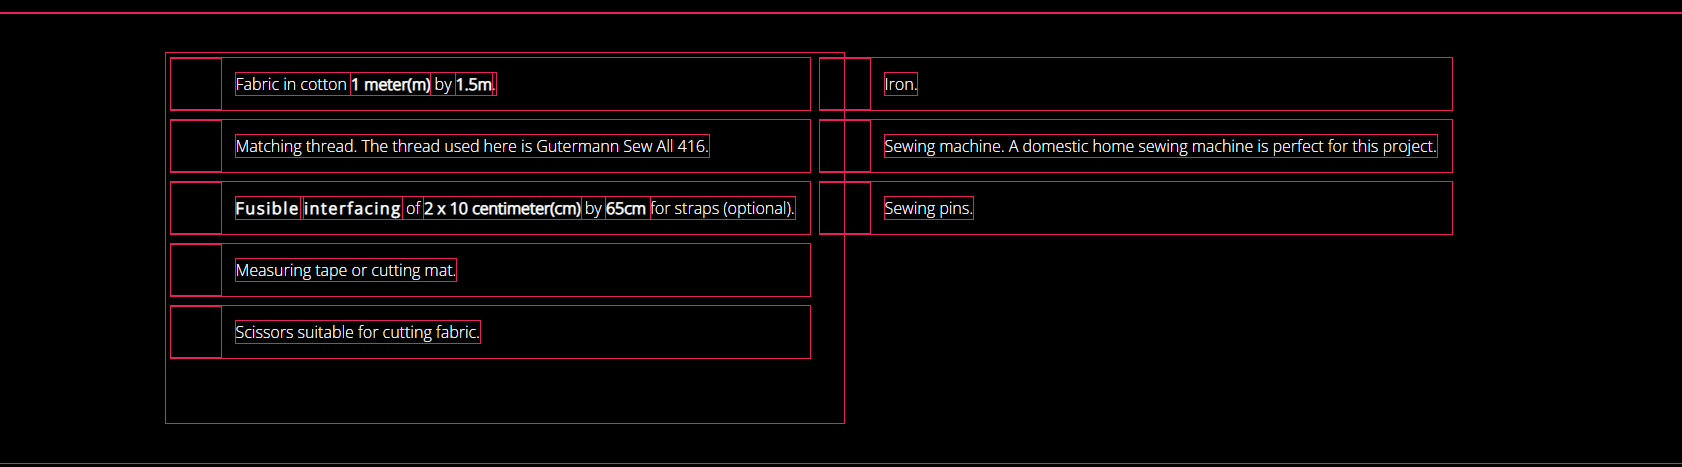 Fabric in cotton 1 meter(m) by 1.5m.
Matching thread. The thread used here is Gutermann Sew All 416.
Fusible interfacing of 2 x 10 centimeter(cm) by 65cm for straps (optional).
Measuring tape or cutting mat.
Scissors suitable for cutting fabric.
Iron.
Sewing machine. A domestic home sewing machine is perfect for this project.
Sewing pins.